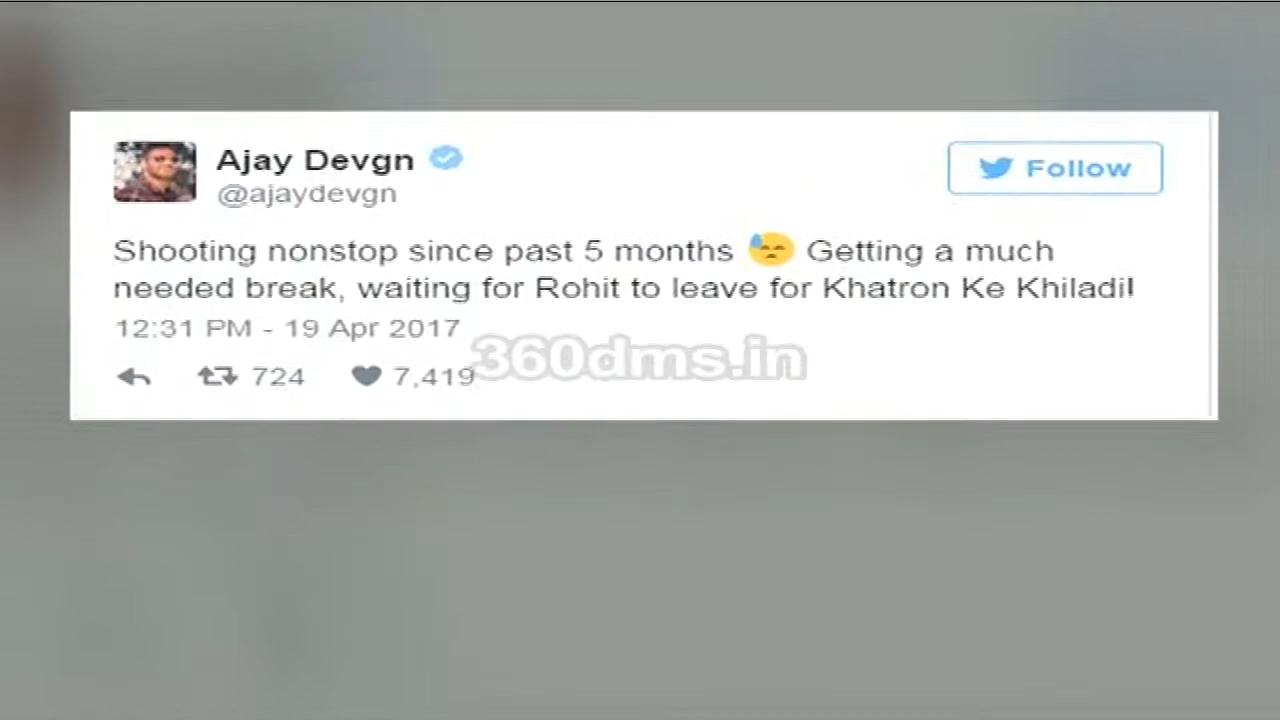 Ajay Devgn
@ajaydevgn
Follow
Shooting nonstop since past 5 months 😓 Getting a much
needed break, waiting for Rohit to leave for Khatron Ke Khiladi!
12:31 PM - 19 Apr 2017
724 7,419
360dms.in